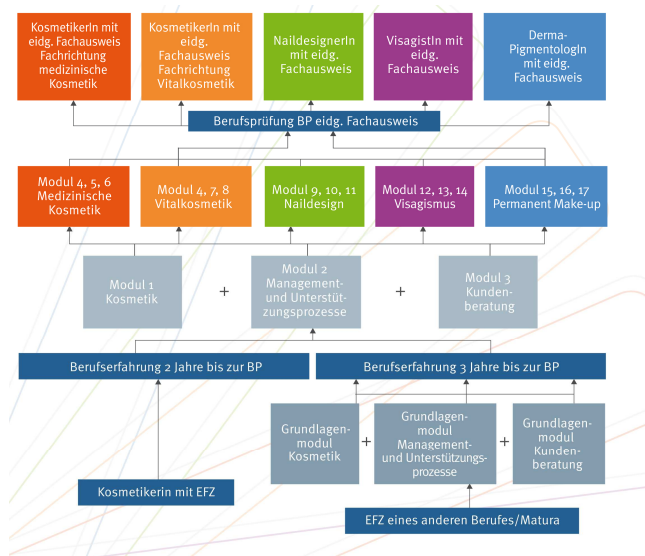 KosmetikerIn mit
eidg. Fachausweis
Fachrichtung
medizinische
Kosmetik
KosmetikerIn mit
eidg.
Fachausweis
Fachrichtung
Vitalkosmetik
NaildesignerIn
mit eidg.
Fachausweis
VisagistIn mit
eidg.
Fachausweis
Derma-
PigmentologIn
mit eidg.
Fachausweis
Berufsprüfung BP eidg. Fachausweis
Modul 4, 5, 6
Medizinische
Kosmetik
Modul 4, 7, 8
Vitalkosmetik
Modul 9, 10, 11
Naildesign
Modul 12, 13, 14
Visagismus
Modul 15, 16, 17
Permanent Make-up
Modul 1
Kosmetik
+
Modul 2
Management-
und Unterstüt-
zungsprozesse
+
Modul 3
Kunden-
beratung
Berufserfahrung 2 Jahre bis zur BP
Berufserfahrung 3 Jahre bis zur BP
Grundlagen-
modul
Kosmetik
+
Grundlagen-
modul
Management-
und Unterstützungs-
prozesse
+
Grundlagen-
modul
Kunden-
beratung
Kosmetikerin mit EFZ
EFZ eines anderen Berufes/Matura